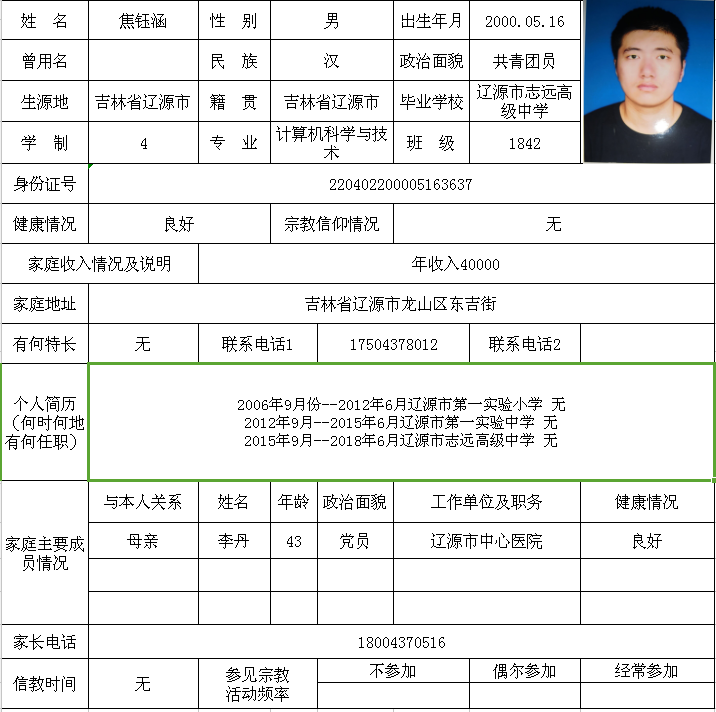 姓 名 焦钰涵 性 别 男 出生年月 2000.05.16
曾用名 民 族 汉 政治面貌 共青团员
生源地 吉林省辽源市 籍 贯 吉林省辽源市 毕业学校 辽源市志远高
级中学
学 制 4 专 业 计算机科学与技
术 班 级 1842
身份证号 220402200005163637
健康情况 良好 宗教信仰情况 无
家庭收入情况及说明 年收入40000
家庭地址 吉林省辽源市龙山区东吉街
有何特长 无 联系电话1 17504378012 联系电话2
个人简历
(何时何地
有何任职)
2006年9月份--2012年6月辽源市第一实验小学 无
2012年9月--2015年6月辽源市第一实验中学 无
2015年9月--2018年6月辽源市志远高级中学 无
家庭主要成
员情况
与本人关系 姓名 年龄 政治面貌 工作单位及职务 健康情况
母亲 李丹 43 党员 辽源市中心医院 良好
家长电话 18004370516
信教时间 无 参见宗教
活动频率 不参加 偶尔参加 经常参加